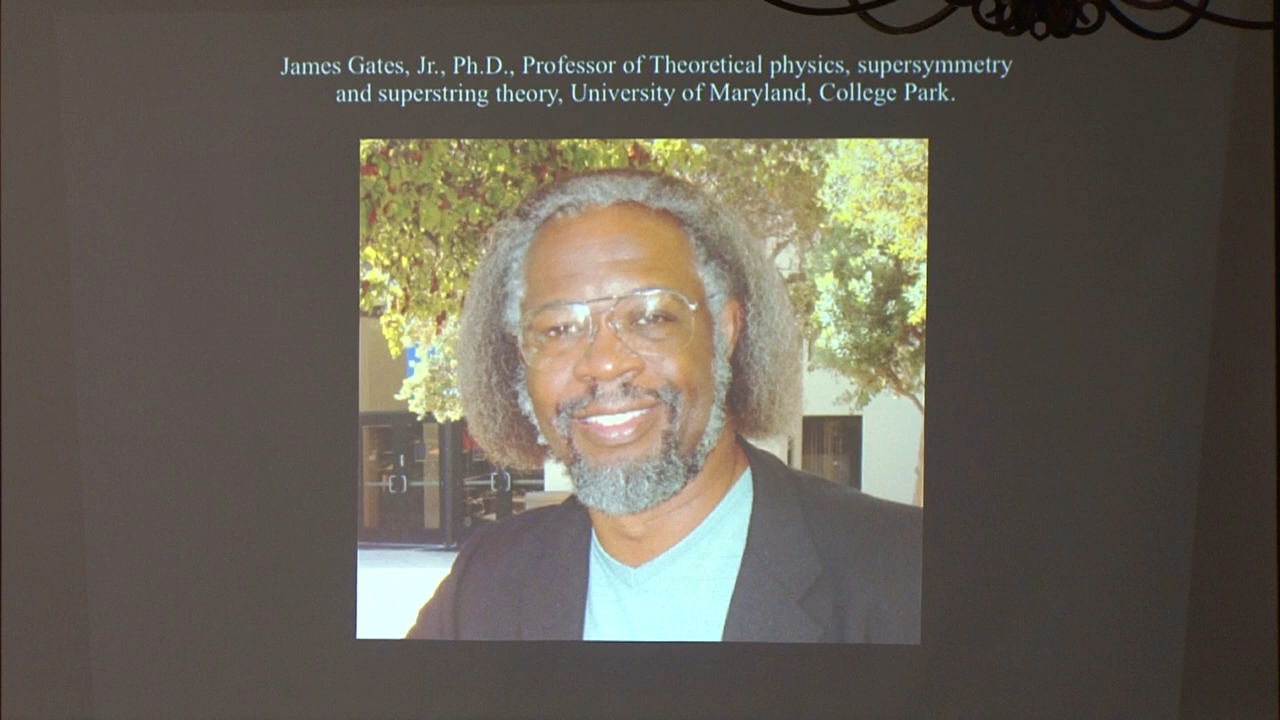 James Gates, Jr., Ph.D., Professor of Theoretical physics, supersymmetry
and superstring theory, University of Maryland, College Park.